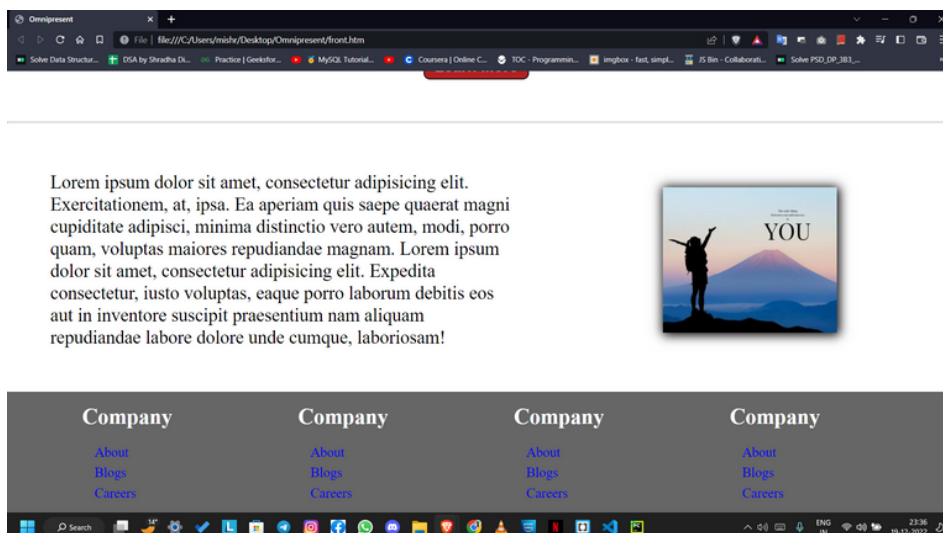 Omnipresent
File | file:///C:/Users/mishr/Desktop/Omnipresent/front.htm
Solve Data Structur... DSA by Shradha Di... Practice | Geeksfor... MySQL Tutorial... Coursera | Online C... TOC - Programmin... imgbox - fast, simpl... JS Bin - Collaborati... Solve PSD_DP_3B3_...
Lorem ipsum dolor sit amet, consectetur adipisicing elit.
Exercitationem, at, ipsa. Ea aperiam quis saepe quaerat magni
cupiditate adipisci, minima distinctio vero autem, modi, porro
quam, voluptas maiores repudiandae magnam. Lorem ipsum
dolor sit amet, consectetur adipisicing elit. Expedita
consectetur, iusto voluptas, eaque porro laborum debitis eos
aut in inventore suscipit praesentium nam aliquam
repudiandae labore dolore unde cumque, laboriosam!
YOU
Company Company Company Company
About About About About
Blogs Blogs Blogs Blogs
Careers Careers Careers Careers
Search 14° ENG 23:36
IN 19-12-2022